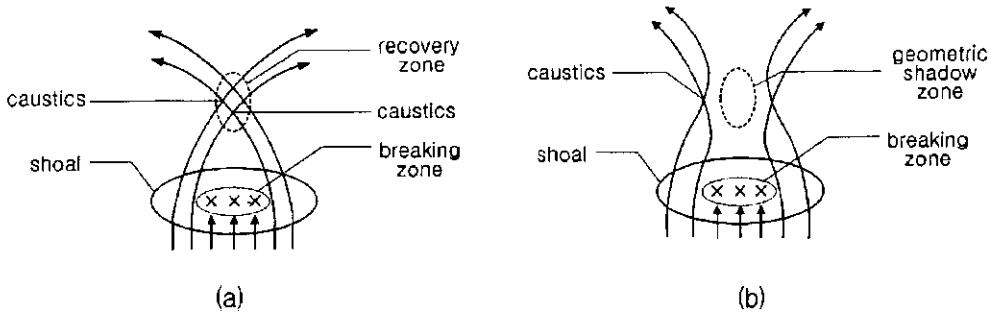 recovery
zone
caustics
caustics
shoal
breaking
zone
(a)
caustics
geometric
shadow
zone
shoal
breaking
zone
(b)